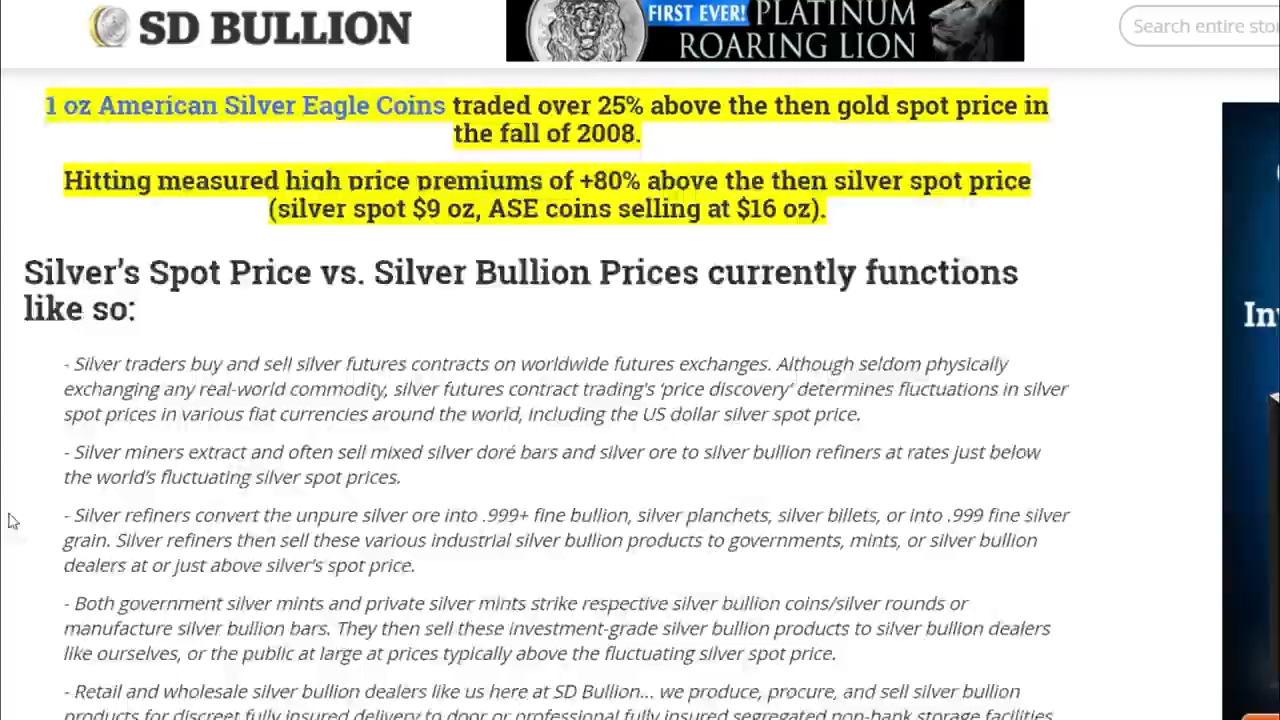 SD BULLION
FIRST EVER! PLATINUM
ROARING LION
Search entire sto
1 oz American Silver Eagle Coins traded over 25% above the then gold spot price in
the fall of 2008.
Hitting measured high price premiums of +80% above the then silver spot price
(silver spot $9 oz, ASE coins selling at $16 oz).
Silver's Spot Price vs. Silver Bullion Prices currently functions
like so:
- Silver traders buy and sell silver futures contracts on worldwide futures exchanges. Although seldom physically
exchanging any real-world commodity, silver futures contract trading's 'price discovery' determines fluctuations in silver
spot prices in various fiat currencies around the world, including the US dollar silver spot price.
- Silver miners extract and often sell mixed silver doré bars and silver ore to silver bullion refiners at rates just below
the world's fluctuating silver spot prices.
- Silver refiners convert the unpure silver ore into .999+ fine bullion, silver planchets, silver billets, or into .999 fine silver
grain. Silver refiners then sell these various industrial silver bullion products to governments, mints, or silver bullion
dealers at or just above silver's spot price.
- Both government silver mints and private silver mints strike respective silver bullion coins/silver rounds or
manufacture silver bullion bars. They then sell these investment-grade silver bullion products to silver bullion dealers
like ourselves, or the public at large at prices typically above the fluctuating silver spot price.
- Retail and wholesale silver bullion dealers like us here at SD Bullion... we produce, procure, and sell silver bullion
products for discreet fully insured delivery to door or professional fully insured segregated non-bank storage facilities
In